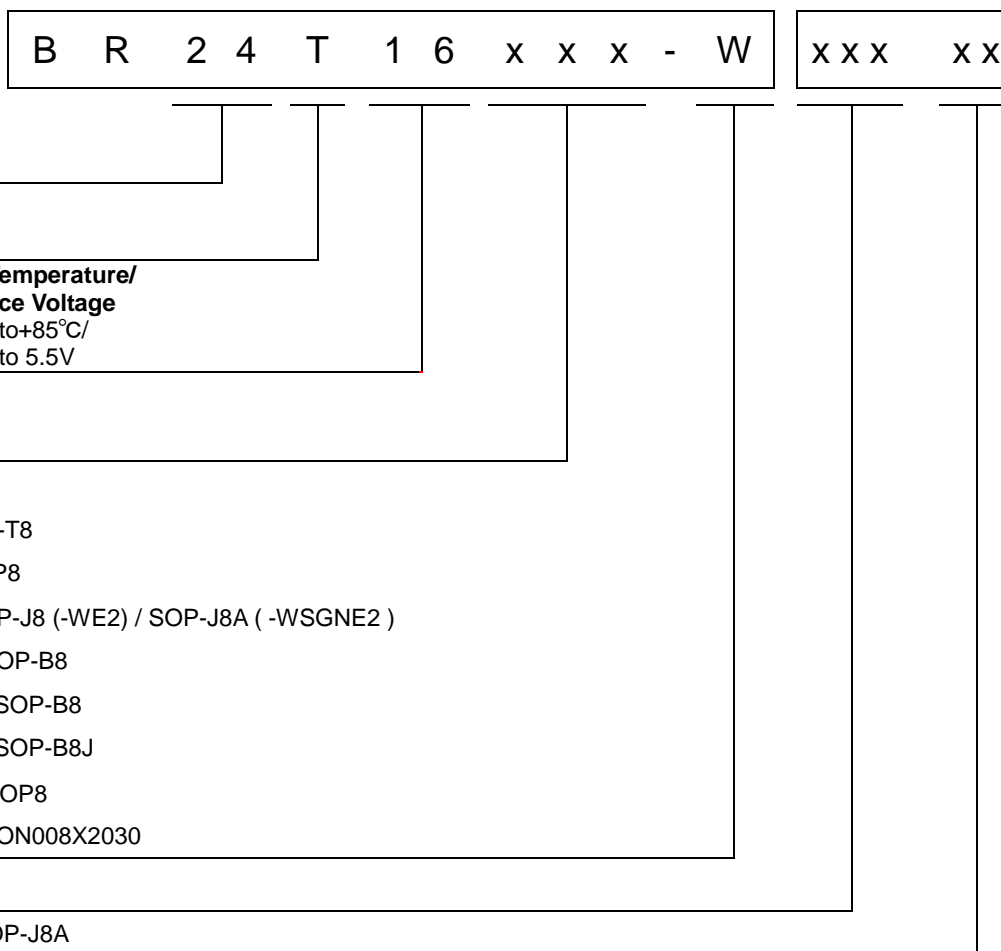 B R 2 4 T 1 6 x x x - W x x x x x
emperature/
ce Voltage
to+85°C/
to 5.5V
-T8
P8
P-J8 (-WE2) / SOP-J8A ( -WSGNE2 )
OP-B8
SOP-B8
SOP-B8J
OP8
ON008X2030
OP-J8A